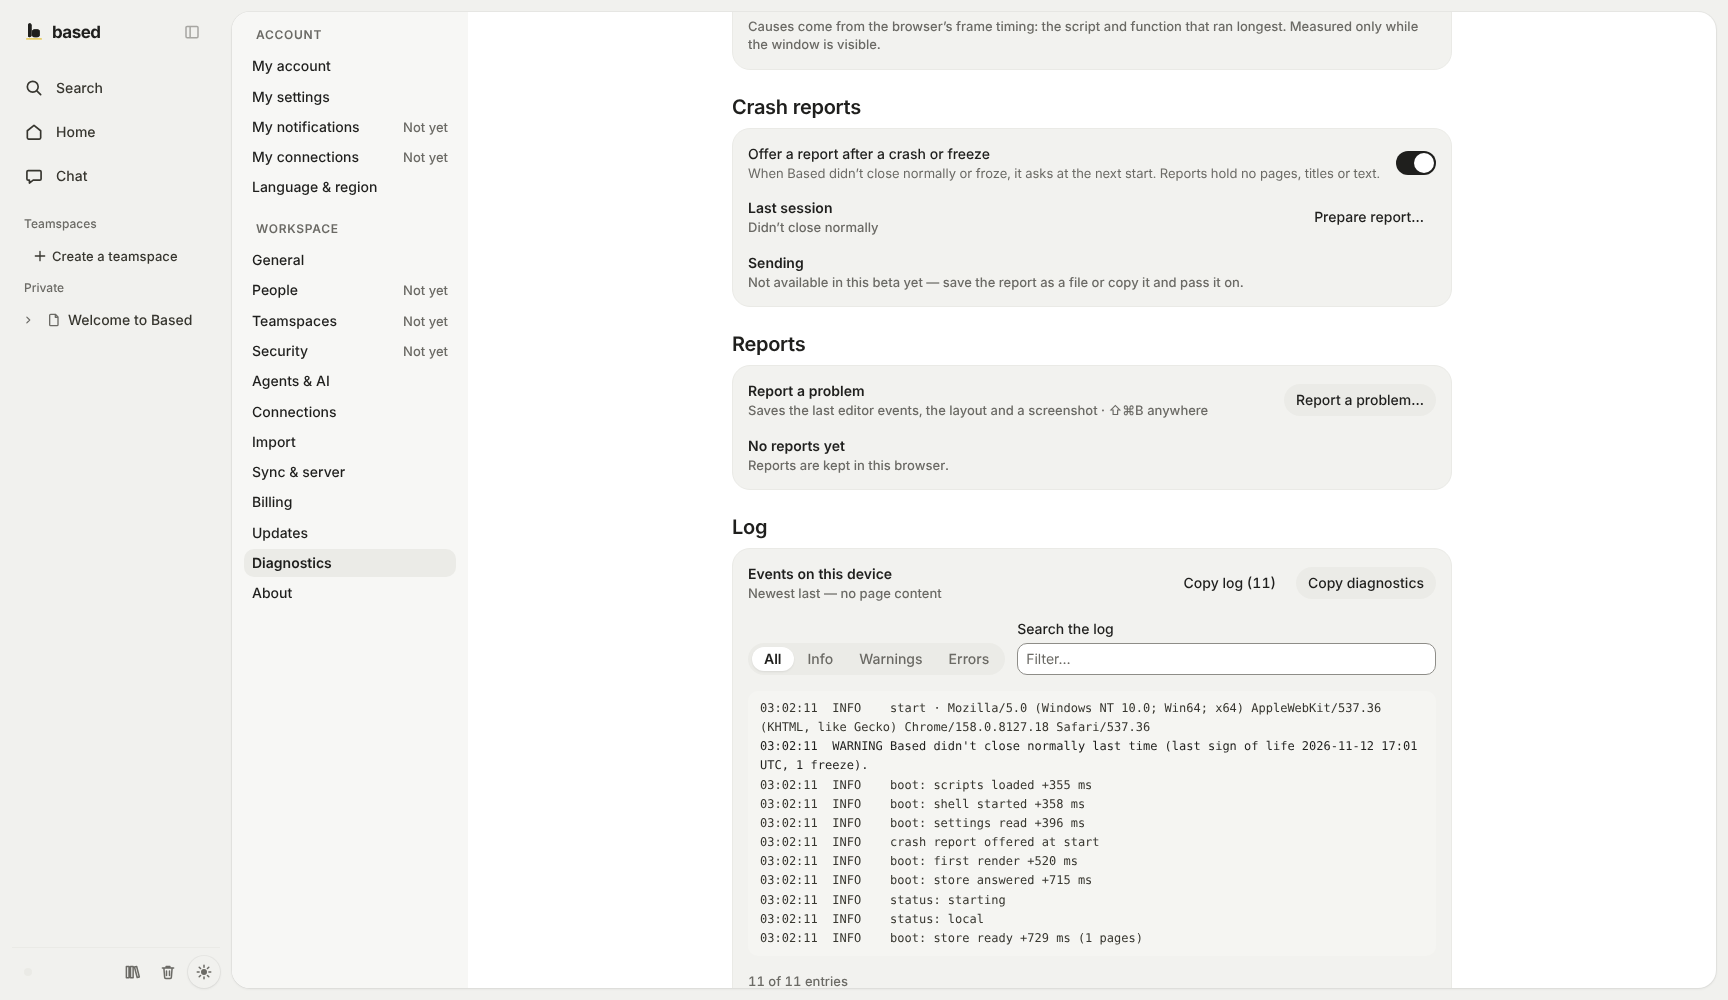 based
Search
Home
Chat
Teamspaces
Create a teamspace
Private
Welcome to Based
ACCOUNT
My account
My settings
My notifications Not yet
My connections Not yet
Language & region
WORKSPACE
General
People Not yet
Teamspaces Not yet
Security Not yet
Agents & AI
Connections
Import
Sync & server
Billing
Updates
Diagnostics
About
Causes come from the browser’s frame timing: the script and function that ran longest. Measured only while
the window is visible.
Crash reports
Offer a report after a crash or freeze
When Based didn’t close normally or froze, it asks at the next start. Reports hold no pages, titles or text.
Last session
Didn’t close normally
Prepare report…
Sending
Not available in this beta yet — save the report as a file or copy it and pass it on.
Reports
Report a problem
Saves the last editor events, the layout and a screenshot · ⇧⌘B anywhere
Report a problem…
No reports yet
Reports are kept in this browser.
Log
Events on this device
Newest last — no page content
Copy log (11)
Copy diagnostics
Search the log
All Info Warnings Errors
Filter…
03:02:11 INFO start · Mozilla/5.0 (Windows NT 10.0; Win64; x64) AppleWebKit/537.36
(KHTML, like Gecko) Chrome/158.0.8127.18 Safari/537.36
03:02:11 WARNING Based didn't close normally last time (last sign of life 2026-11-12 17:01
UTC, 1 freeze).
03:02:11 INFO boot: scripts loaded +355 ms
03:02:11 INFO boot: shell started +358 ms
03:02:11 INFO boot: settings read +396 ms
03:02:11 INFO crash report offered at start
03:02:11 INFO boot: first render +520 ms
03:02:11 INFO boot: store answered +715 ms
03:02:11 INFO status: starting
03:02:11 INFO status: local
03:02:11 INFO boot: store ready +729 ms (1 pages)
11 of 11 entries